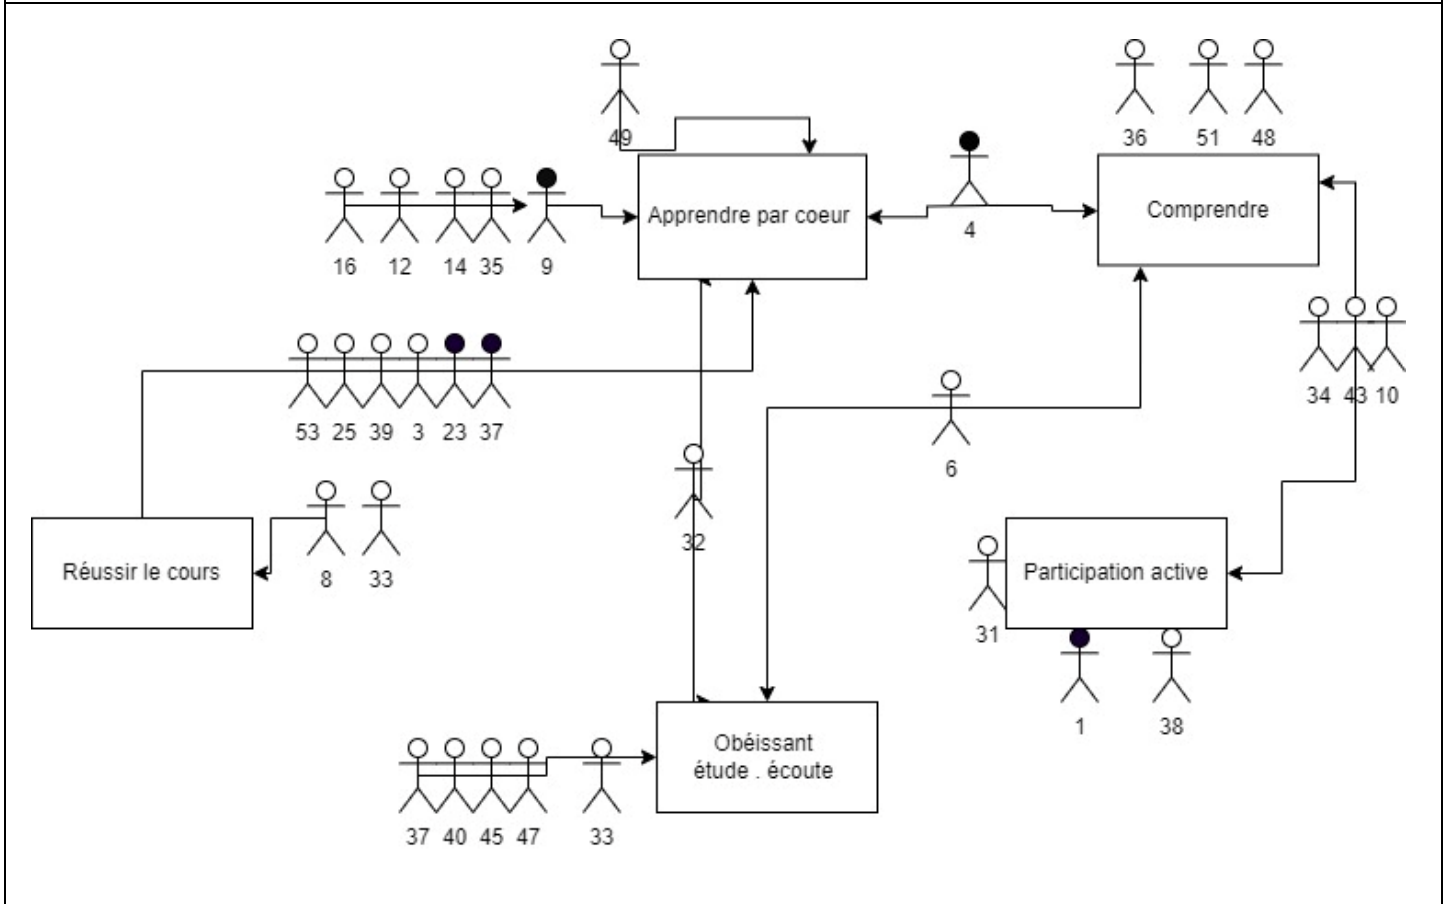 49
36 51 48
Apprendre par coeur
Comprendre
4
16 12 14 35 9
34 43 10
53 25 39 3 23 37
6
32
Réussir le cours
8 33
Participation active
31
1 38
Obéissant
étude . écoute
37 40 45 47 33